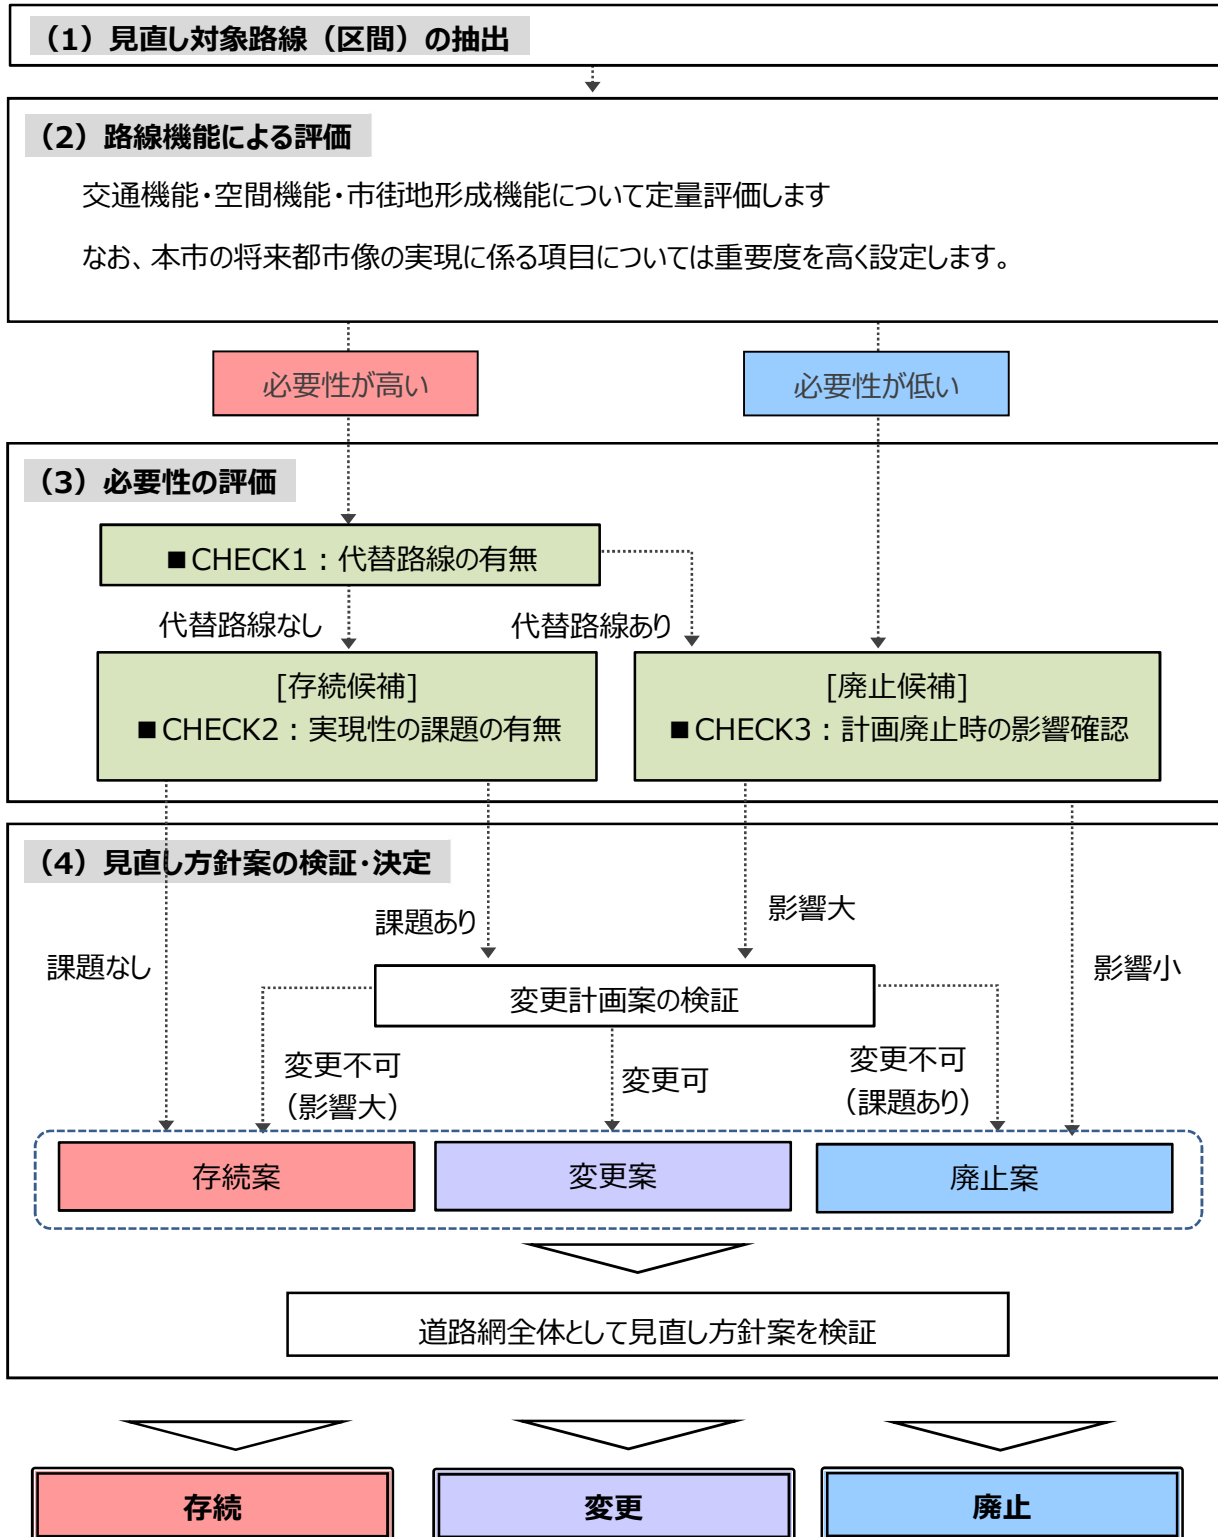 （1）見直し対象路線（区間）の抽出
（2）路線機能による評価
交通機能・空間機能・市街地形成機能について定量評価します
なお、本市の将来都市像の実現に係る項目については重要度を高く設定します。
必要性が高い
必要性が低い
（3）必要性の評価
■CHECK1：代替路線の有無
代替路線なし
代替路線あり
[存続候補]
■CHECK2：実現性の課題の有無
[廃止候補]
■CHECK3：計画廃止時の影響確認
（4）見直し方針案の検証・決定
課題なし
課題あり
影響大
影響小
変更計画案の検証
変更不可
（影響大）
変更可
変更不可
（課題あり）
存続案
変更案
廃止案
道路網全体として見直し方針案を検証
存続
変更
廃止